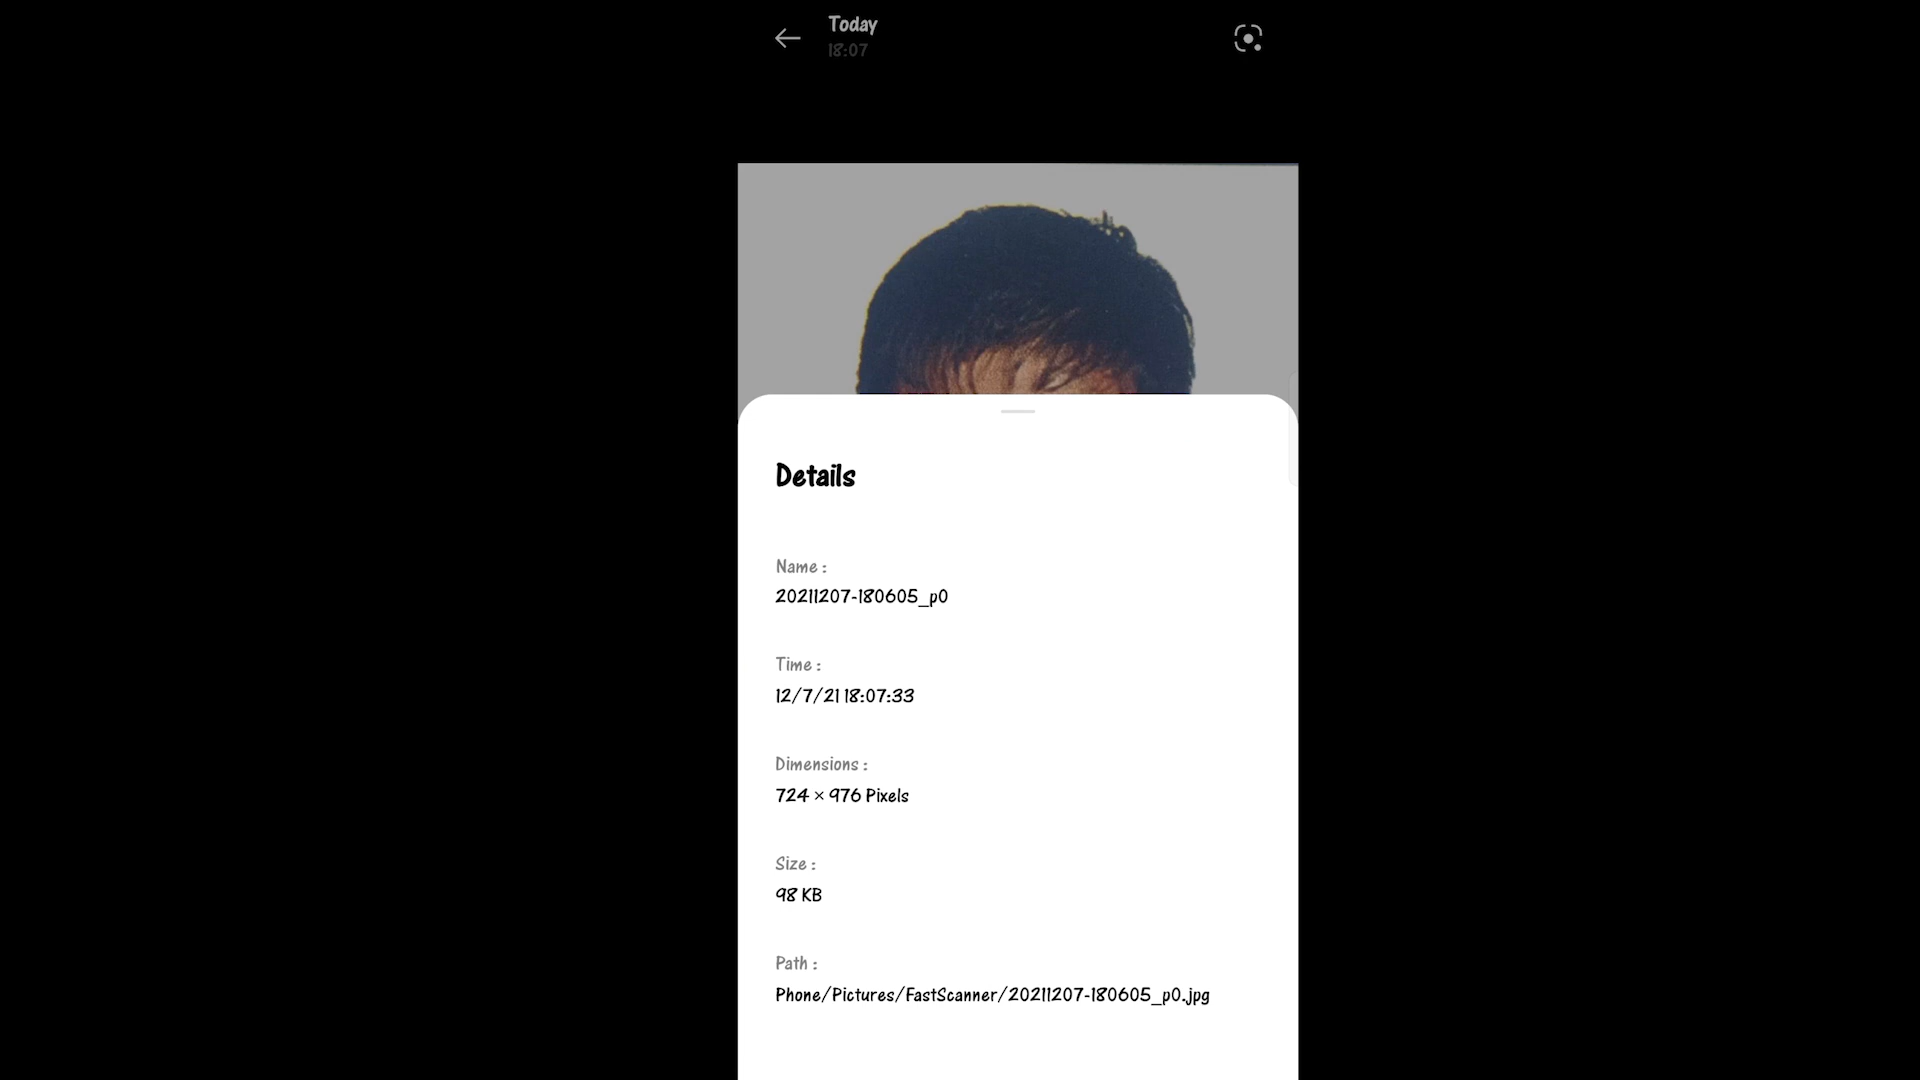 Today
18:07
Details
Name :
20211207-180605_p0
Time :
12/7/21 18:07:33
Dimensions :
724 × 976 Pixels
Size :
98 KB
Path :
Phone/Pictures/FastScanner/20211207-180605_p0.jpg